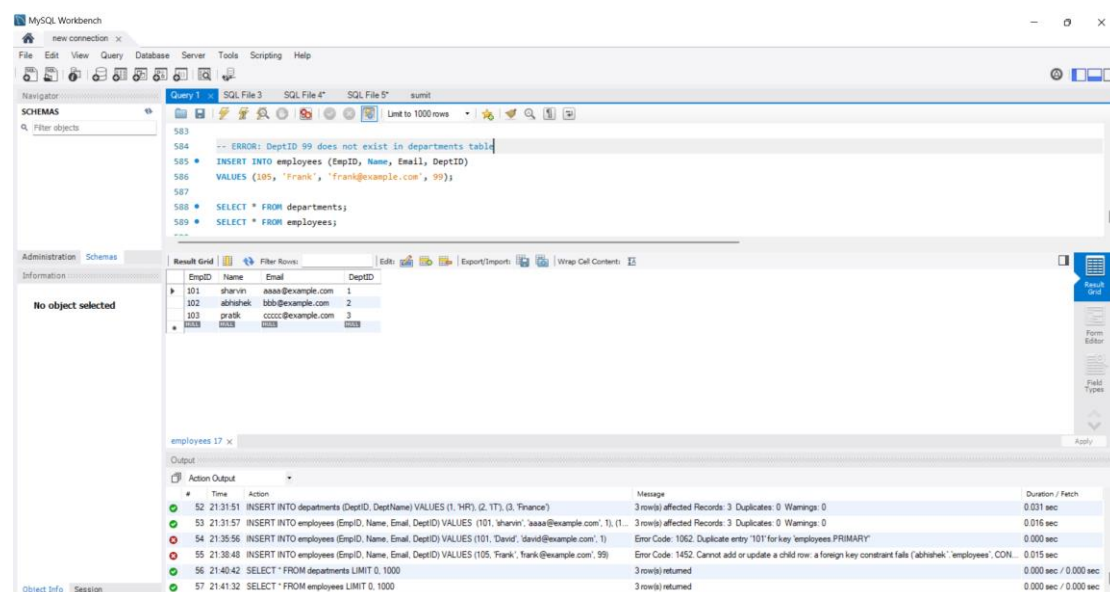 MySQL Workbench
new connection ×
File Edit View Query Database Server Tools Scripting Help
Navigator
SCHEMAS
Filter objects
Administration Schemas
Information
No object selected
Object Info Session
Query 1 × SQL File 3 SQL File 4* SQL File 5* sumit
Limit to 1000 rows
583
584 -- ERROR: DeptID 99 does not exist in departments table
585 INSERT INTO employees (EmpID, Name, Email, DeptID)
586 VALUES (105, 'Frank', 'frank@example.com', 99);
587
588 SELECT * FROM departments;
589 SELECT * FROM employees;
Result Grid Filter Rows: Edit: Export/Import: Wrap Cell Content:
EmpID Name Email DeptID
101 sharvin aaaa@example.com 1
102 abhishek bbb@example.com 2
103 pratik ccccc@example.com 3
NULL NULL NULL NULL
Result Grid
Form Editor
Field Types
employees 17 ×
Apply
Output
Action Output
# Time Action Message Duration / Fetch
52 21:31:51 INSERT INTO departments (DeptID, DeptName) VALUES (1, 'HR'), (2, 'IT'), (3, 'Finance') 3 row(s) affected Records: 3 Duplicates: 0 Warnings: 0 0.031 sec
53 21:31:57 INSERT INTO employees (EmpID, Name, Email, DeptID) VALUES (101, 'sharvin', 'aaaa@example.com', 1), (1... 3 row(s) affected Records: 3 Duplicates: 0 Warnings: 0 0.016 sec
54 21:35:56 INSERT INTO employees (EmpID, Name, Email, DeptID) VALUES (101, 'David', 'david@example.com', 1) Error Code: 1062. Duplicate entry '101' for key 'employees.PRIMARY' 0.000 sec
55 21:38:48 INSERT INTO employees (EmpID, Name, Email, DeptID) VALUES (105, 'Frank', 'frank@example.com', 99) Error Code: 1452. Cannot add or update a child row: a foreign key constraint fails (`abhishek`.`employees`, CON... 0.015 sec
56 21:40:42 SELECT * FROM departments LIMIT 0, 1000 3 row(s) returned 0.000 sec / 0.000 sec
57 21:41:32 SELECT * FROM employees LIMIT 0, 1000 3 row(s) returned 0.000 sec / 0.000 sec